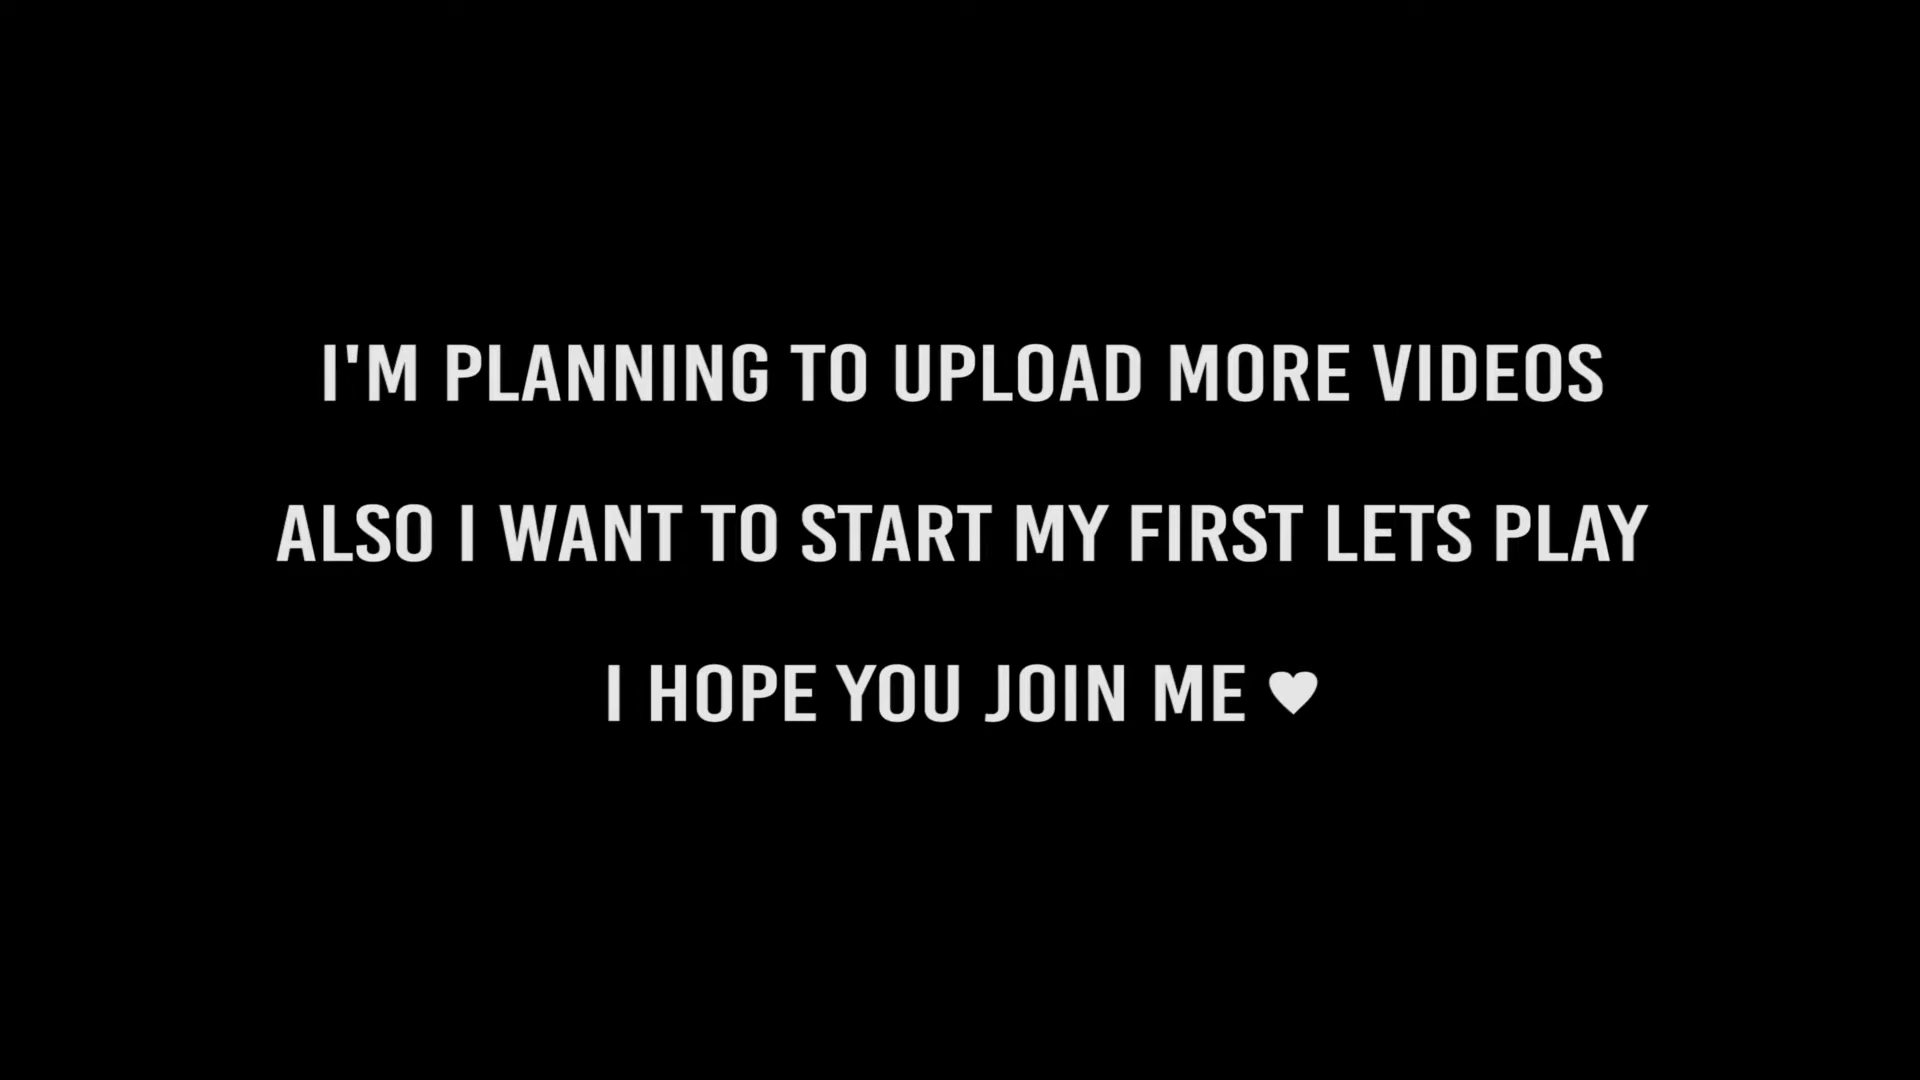 I'M PLANNING TO UPLOAD MORE VIDEOS
ALSO I WANT TO START MY FIRST LETS PLAY
I HOPE YOU JOIN ME ♥